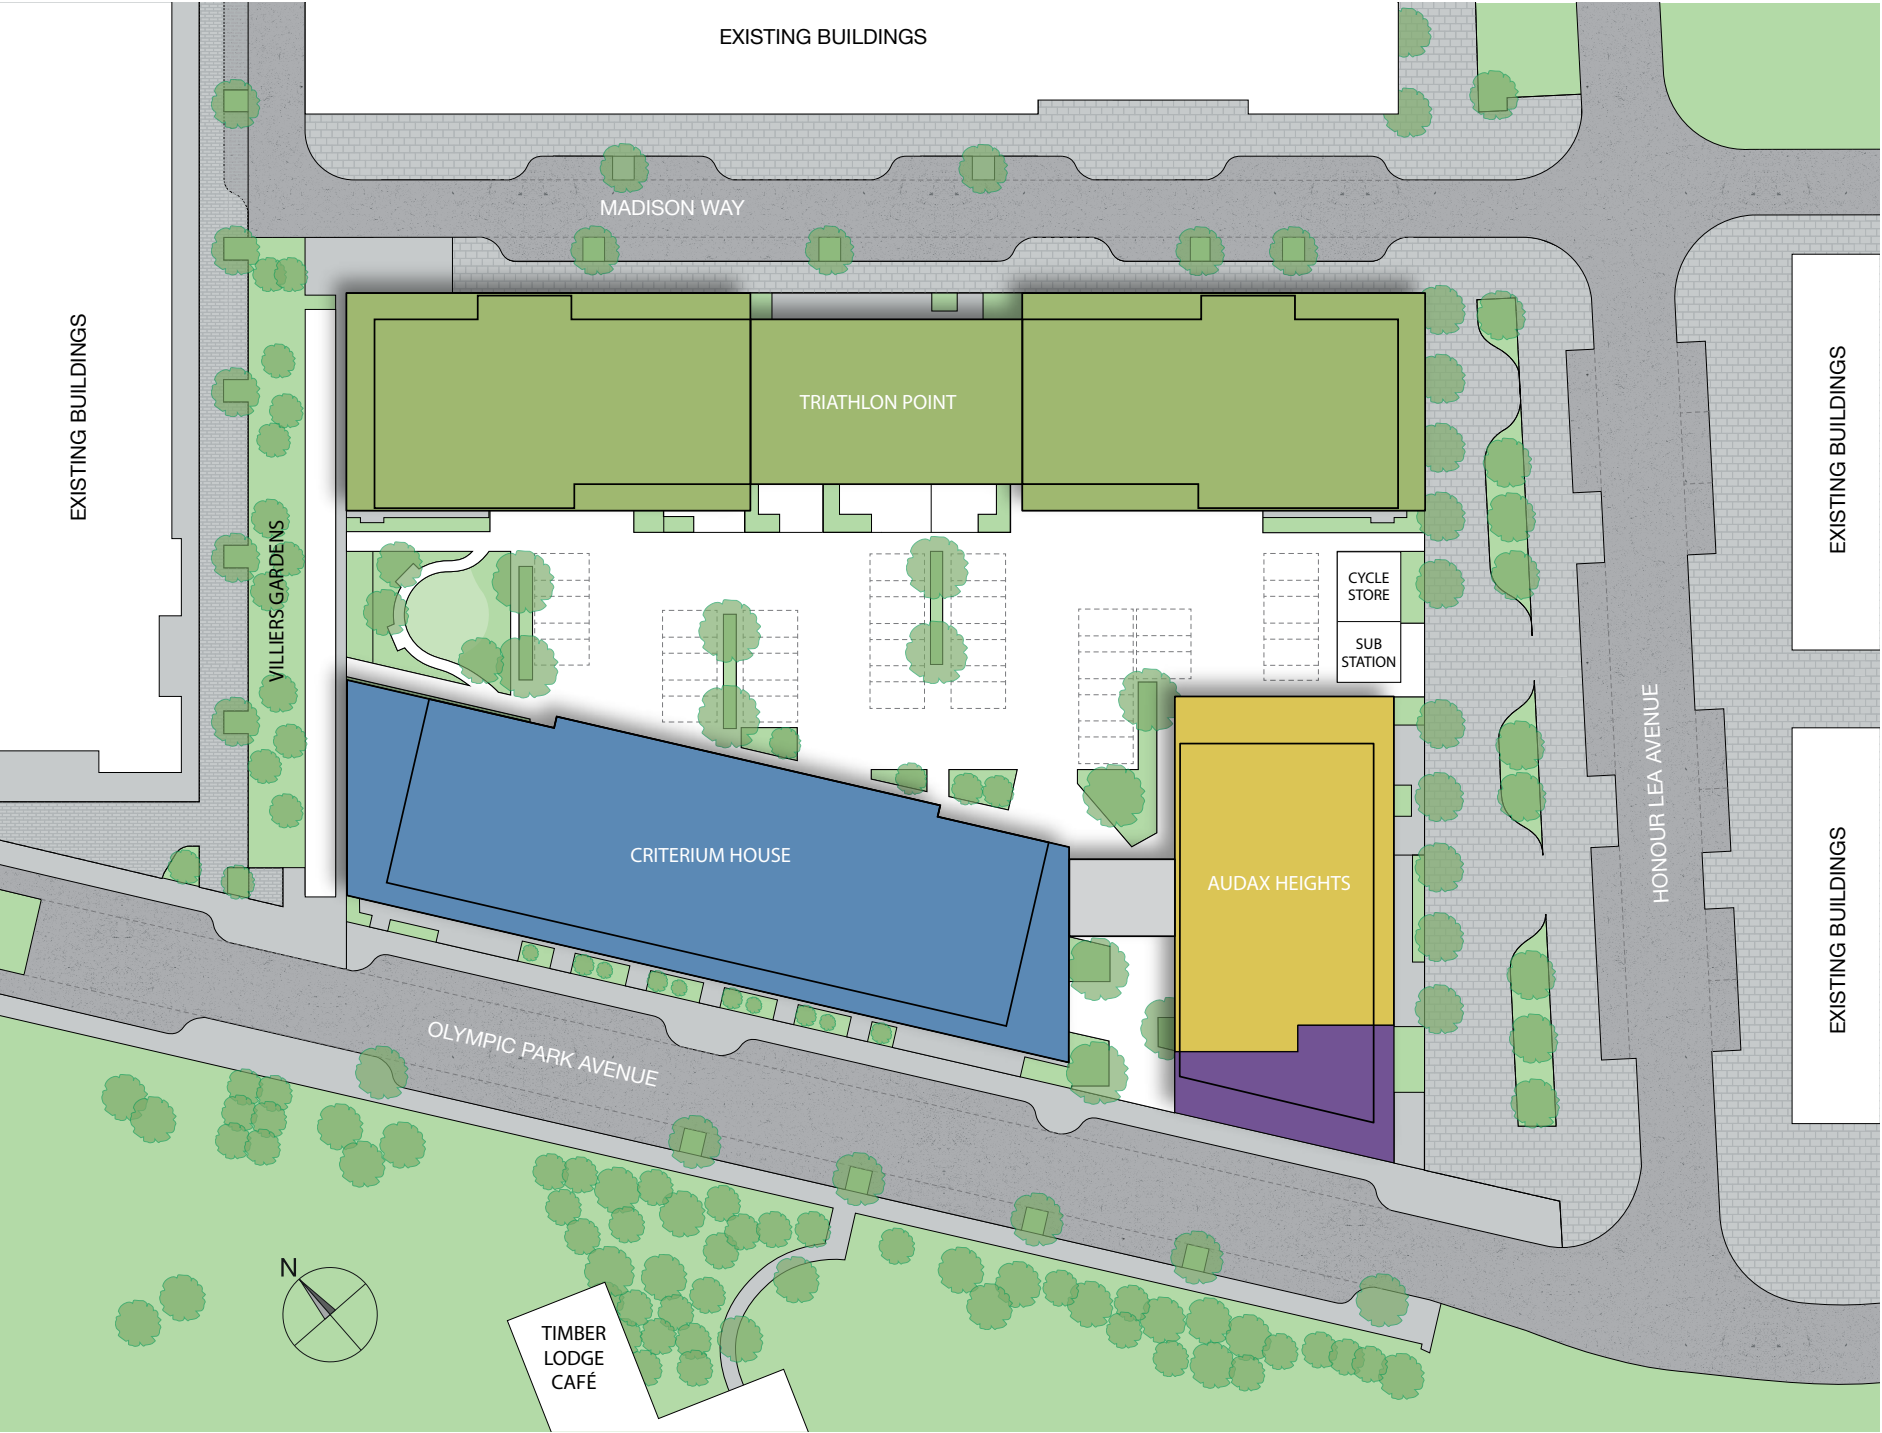 EXISTING BUILDINGS
MADISON WAY
EXISTING BUILDINGS
TRIATHLON POINT
EXISTING BUILDINGS
VILLIERS GARDENS
CYCLE
STORE
SUB
STATION
HONOUR LEA AVENUE
CRITERIUM HOUSE
AUDAX HEIGHTS
EXISTING BUILDINGS
OLYMPIC PARK AVENUE
N
TIMBER
LODGE
CAFÉ